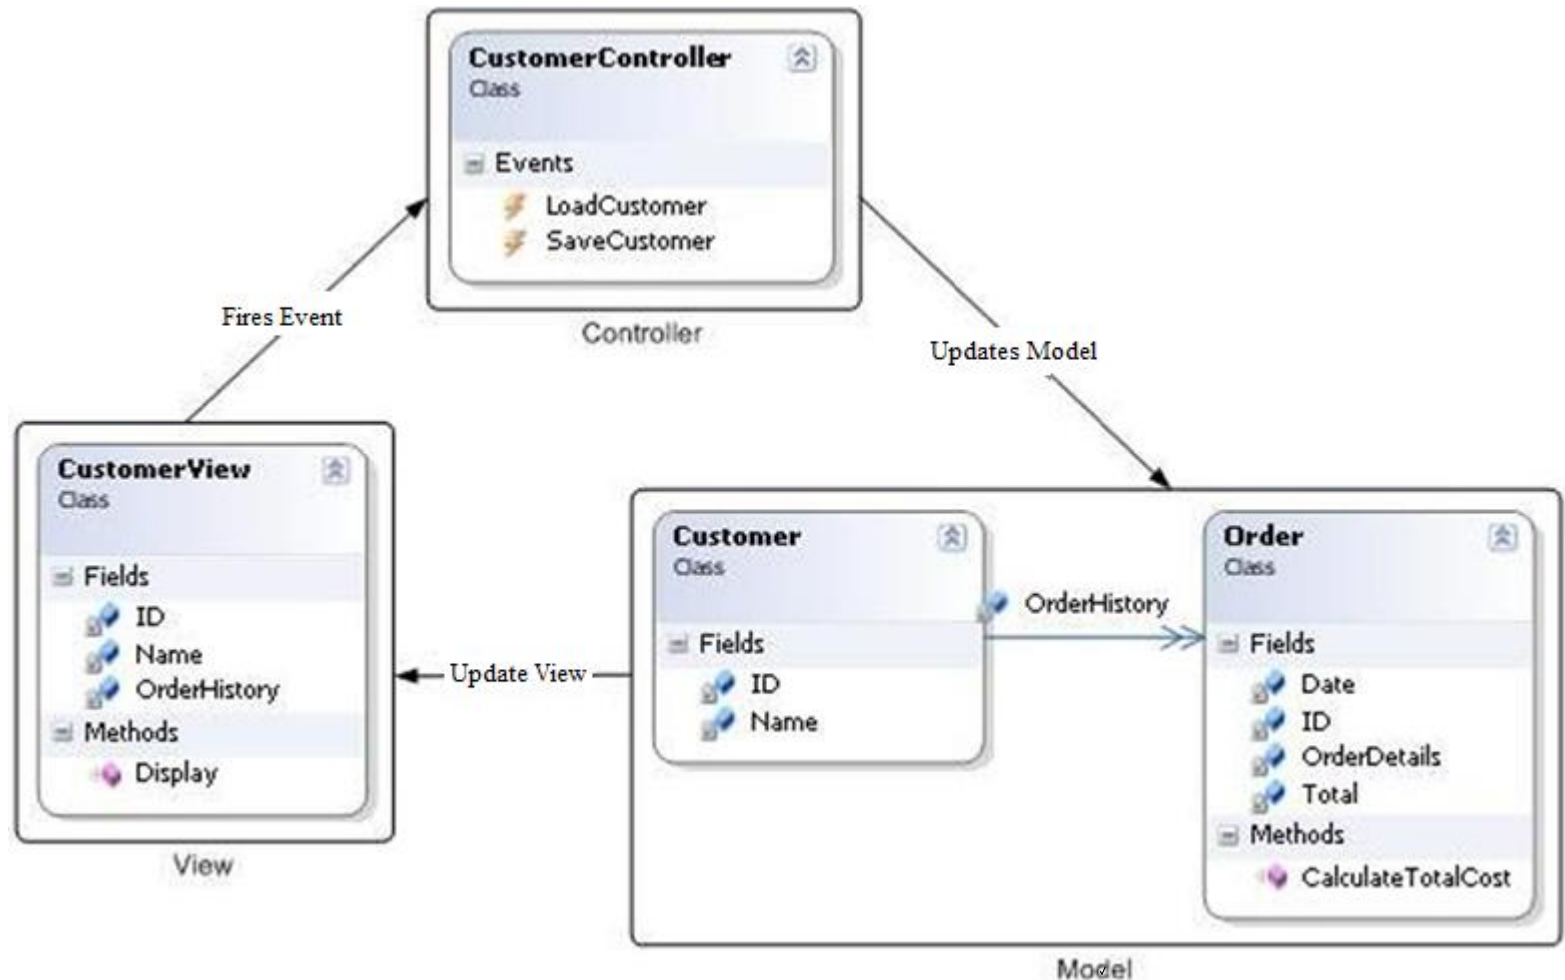 CustomerController
Class
Events
LoadCustomer
SaveCustomer
Controller
Fires Event
Updates Model
CustomerView
Class
Fields
ID
Name
OrderHistory
Methods
Display
View
Update View
Customer
Class
Fields
ID
Name
OrderHistory
Order
Class
Fields
Date
ID
OrderDetails
Total
Methods
CalculateTotalCost
Model